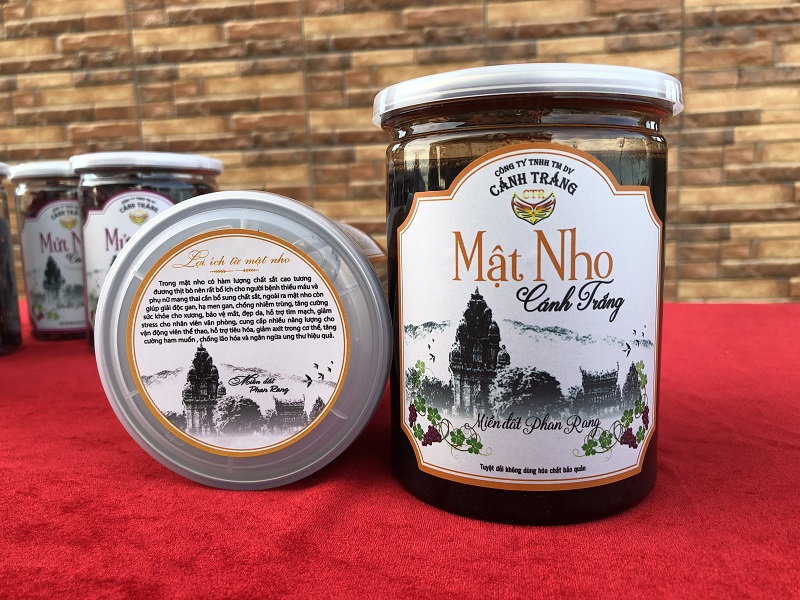 CÔNG TY TNHH TM DV
CÁNH TRẮNG
CTR
Mật Nho
Cánh Trắng
Miền đất Phan Rang
Tuyệt đối không dùng hóa chất bảo quản
Lợi ích từ mật nho
Trong mật nho có hàm lượng chất sắt cao tương
đương thịt bò nên rất bổ ích cho người bệnh thiếu máu và
phụ nữ mang thai cần bổ sung chất sắt, ngoài ra mật nho còn
giúp giải độc gan, hạ men gan, chống nhiễm trùng, tăng cường
sức khỏe cho xương, bảo vệ mắt, đẹp da, hỗ trợ tim mạch, giảm
stress cho nhân viên văn phòng, cung cấp nhiều năng lượng cho
vận động viên thể thao, hỗ trợ tiêu hóa, giảm axit trong cơ thể, tăng
cường ham muốn , chống lão hóa và ngăn ngừa ung thư hiệu quả.
Miền đất
Phan Rang
CÁNH TRẮNG
Mứt
CÁNH TRẮNG
Mứt